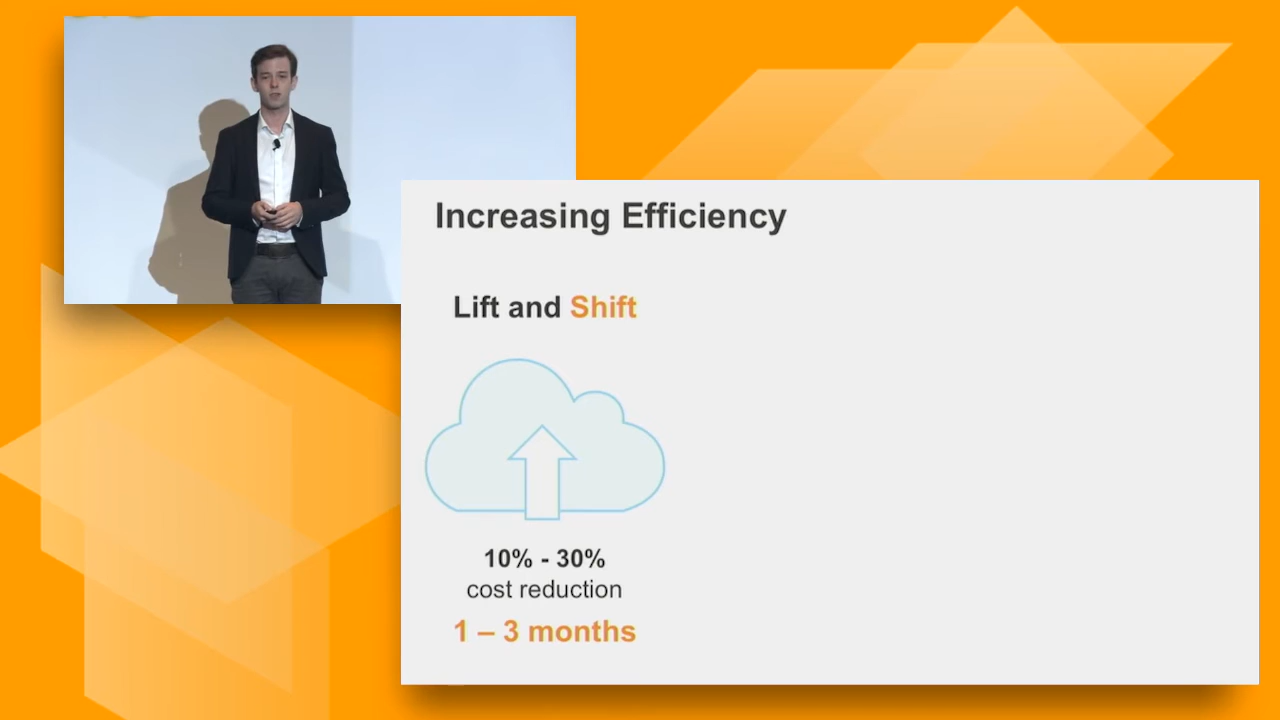 Increasing Efficiency
Lift and Shift
10% - 30%
cost reduction
1 – 3 months